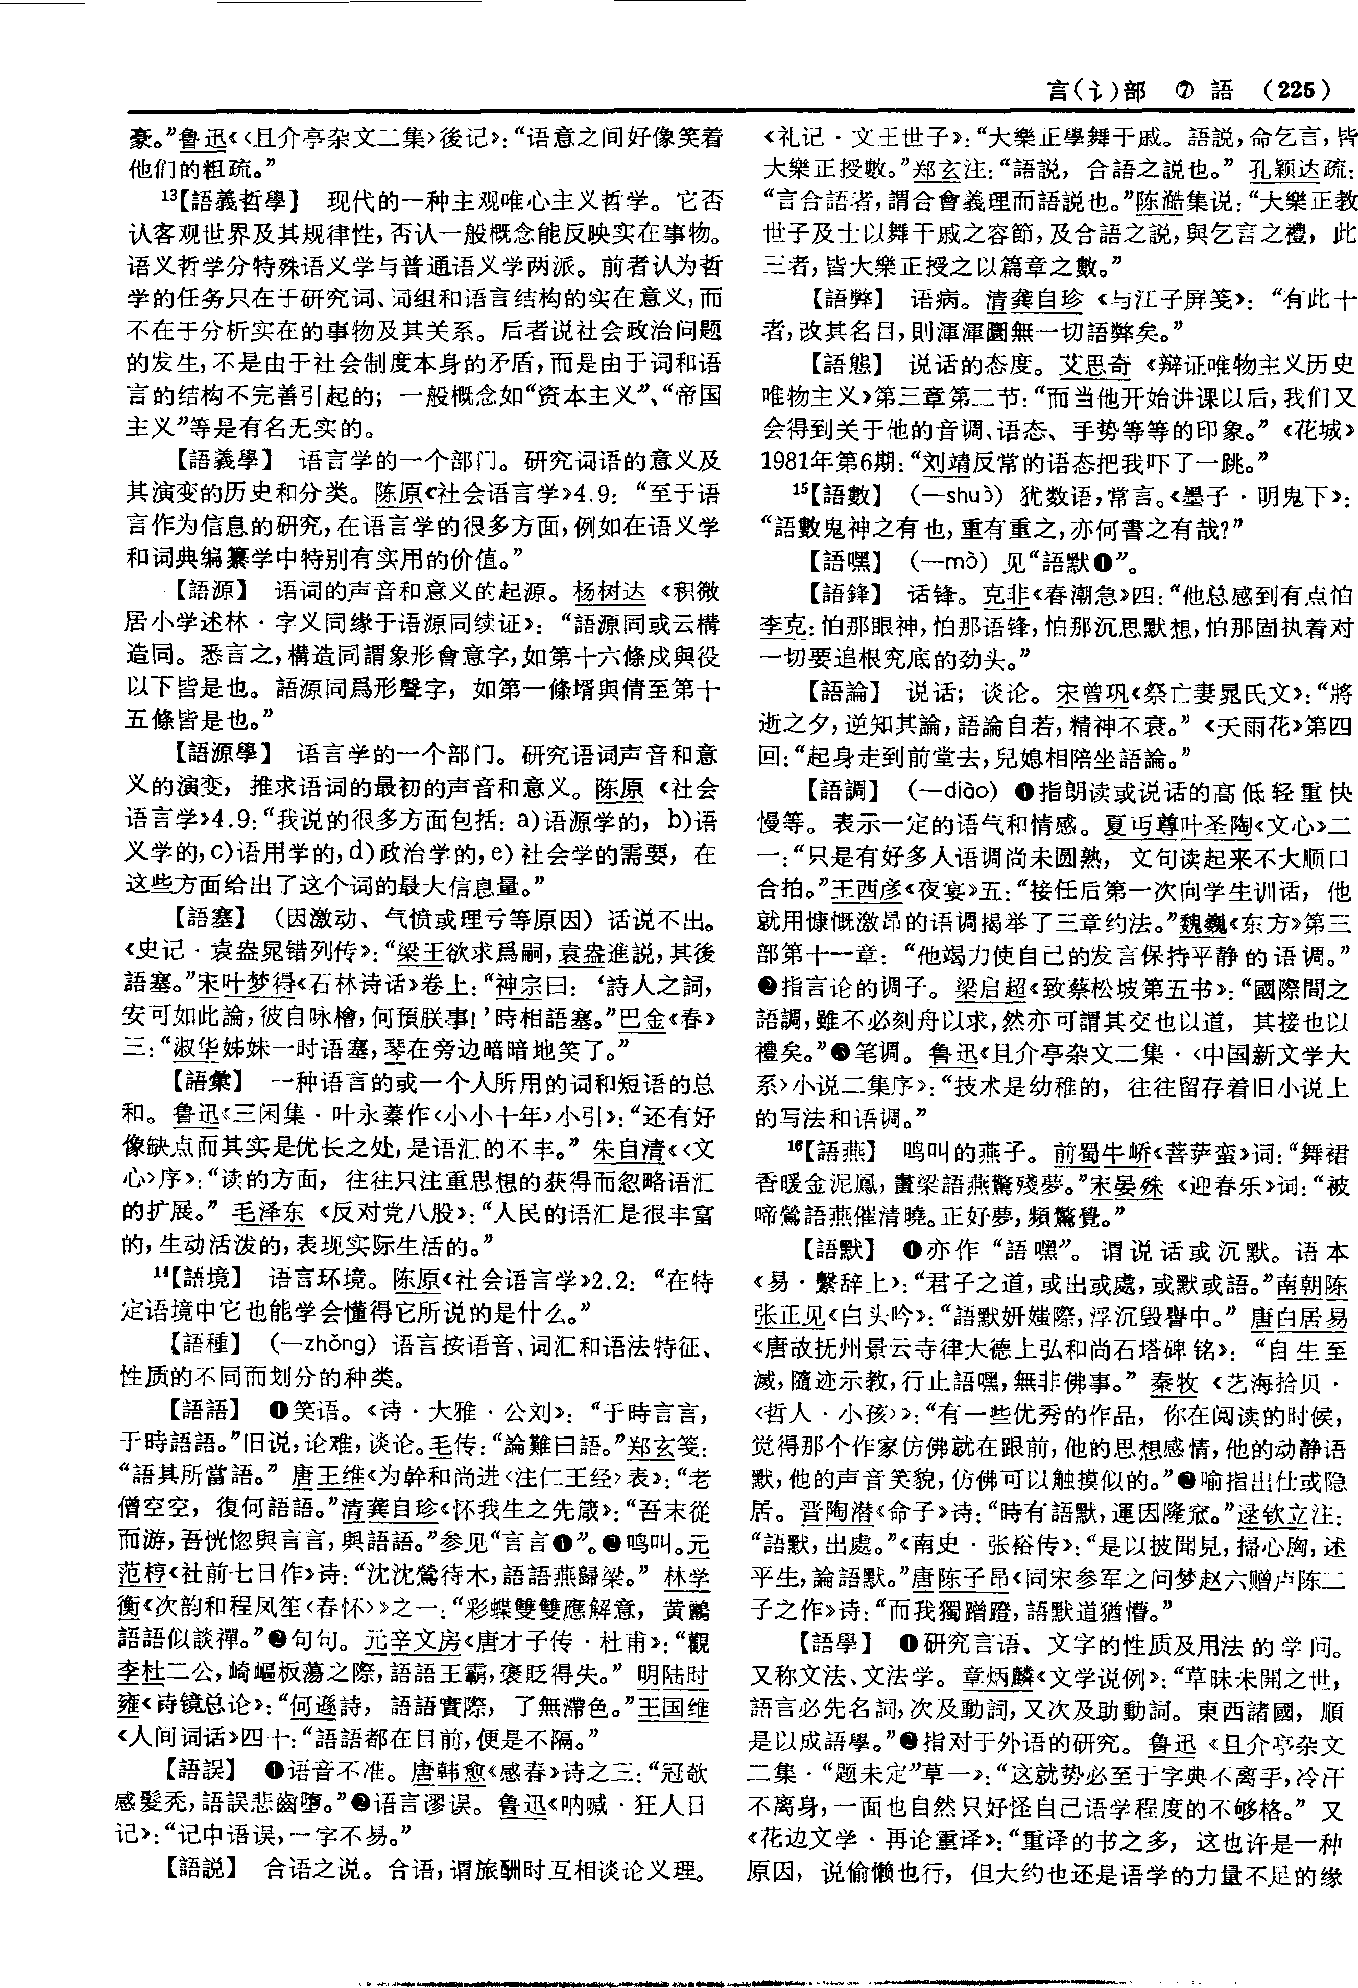 言(讠)部 ⑦ 語 (225)
豪。”鲁迅《〈且介亭杂文二集〉後记》：“语意之间好像笑着
他们的粗疏。”
13【語義哲學】 现代的一种主观唯心主义哲学。它否
认客观世界及其规律性，否认一般概念能反映实在事物。
语义哲学分特殊语义学与普通语义学两派。前者认为哲
学的任务只在于研究词、词组和语言结构的实在意义，而
不在于分析实在的事物及其关系。后者说社会政治问题
的发生，不是由于社会制度本身的矛盾，而是由于词和语
言的结构不完善引起的；一般概念如“资本主义”、“帝国
主义”等是有名无实的。
【語義學】 语言学的一个部门。研究词语的意义及
其演变的历史和分类。陈原《社会语言学》4.9：“至于语
言作为信息的研究，在语言学的很多方面，例如在语义学
和词典编纂学中特别有实用的价值。”
【語源】 语词的声音和意义的起源。杨树达《积微
居小学述林·字义同缘于语源同续证》：“語源同或云構
造同。悉言之，構造同謂象形會意字，如第十六條戍與役
以下皆是也。語源同爲形聲字，如第一條壻與倩至第十
五條皆是也。”
【語源學】 语言学的一个部门。研究语词声音和意
义的演变，推求语词的最初的声音和意义。陈原《社会
语言学》4.9：“我说的很多方面包括：a)语源学的，b)语
义学的，c)语用学的，d)政治学的，e)社会学的需要，在
这些方面给出了这个词的最大信息量。”
【語塞】（因激动、气愤或理亏等原因）话说不出。
《史记·袁盎晁错列传》：“梁王欲求爲嗣，袁盎進説，其後
語塞。”宋叶梦得《石林诗话》卷上：“神宗曰：‘詩人之詞，
安可如此論，彼自咏檜，何預朕事！’時相語塞。”巴金《春》
三：“淑华姊妹一时语塞，琴在旁边暗暗地笑了。”
【語彙】 一种语言的或一个人所用的词和短语的总
和。鲁迅《三闲集·叶永蓁作〈小小十年〉小引》：“还有好
像缺点而其实是优长之处，是语汇的不丰。”朱自清《〈文
心〉序》：“读的方面，往往只注重思想的获得而忽略语汇
的扩展。”毛泽东《反对党八股》：“人民的语汇是很丰富
的，生动活泼的，表现实际生活的。”
14【語境】 语言环境。陈原《社会语言学》2.2：“在特
定语境中它也能学会懂得它所说的是什么。”
【語種】（—zhǒng）语言按语音、词汇和语法特征、
性质的不同而划分的种类。
【語語】 ❶笑语。《诗·大雅·公刘》：“于時言言，
于時語語。”旧说，论难，谈论。毛传：“論難曰語。”郑玄笺：
“語其所當語。”唐王维《为幹和尚进〈注仁王经〉表》：“老
僧空空，復何語語。”清龚自珍《怀我生之先箴》：“吾末從
而游，吾恍惚與言言，與語語。”参见“言言❶”。❷鸣叫。元
范梈《社前七日作》诗：“沈沈鶯待木，語語燕歸梁。”林学
衡《次韵和程凤笙〈春怀〉》之一：“彩蝶雙雙應解意，黄鸝
語語似談禪。”❸句句。元辛文房《唐才子传·杜甫》：“觀
李杜二公，崎嶇板蕩之際，語語王霸，褒貶得失。”明陆时
雍《诗镜总论》：“何遜詩，語語實際，了無滯色。”王国维
《人间词话》四十：“語語都在目前，便是不隔。”
【語誤】 ❶语音不准。唐韩愈《感春》诗之三：“冠欹
感髮秃，語誤悲齒墮。”❷语言谬误。鲁迅《呐喊·狂人日
记》：“记中语误，一字不易。”
【語説】 合语之说。合语，谓旅酬时互相谈论义理。
《礼记·文王世子》：“大樂正學舞干戚。語説，命乞言，皆
大樂正授數。”郑玄注：“語説，合語之説也。”孔颖达疏：
“言合語者，謂合會義理而語説也。”陈澔集说：“大樂正教
世子及士以舞干戚之容節，及合語之説，與乞言之禮，此
三者，皆大樂正授之以篇章之數。”
【語弊】 语病。清龚自珍《与江子屏笺》：“有此十
者，改其名目，則渾渾圜無一切語弊矣。”
【語態】 说话的态度。艾思奇《辩证唯物主义历史
唯物主义》第三章第二节：“而当他开始讲课以后，我们又
会得到关于他的音调、语态、手势等等的印象。”《花城》
1981年第6期：“刘靖反常的语态把我吓了一跳。”
15【語數】（—shuò）犹数语，常言。《墨子·明鬼下》：
“語數鬼神之有也，重有重之，亦何書之有哉？”
【語嘿】（—mò）见“語默❶”。
【語鋒】 话锋。克非《春潮急》四：“他总感到有点怕
李克：怕那眼神，怕那语锋，怕那沉思默想，怕那固执着对
一切要追根究底的劲头。”
【語論】 说话；谈论。宋曾巩《祭亡妻晁氏文》：“將
逝之夕，逆知其論，語論自若，精神不衰。”《天雨花》第四
回：“起身走到前堂去，兒媳相陪坐語論。”
【語調】（—diào）❶指朗读或说话的高低轻重快
慢等。表示一定的语气和情感。夏丏尊叶圣陶《文心》二
一：“只是有好多人语调尚未圆熟，文句读起来不大顺口
合拍。”王西彦《夜宴》五：“接任后第一次向学生训话，他
就用慷慨激昂的语调揭举了三章约法。”魏巍《东方》第三
部第十一章：“他竭力使自己的发言保持平静的语调。”
❷指言论的调子。梁启超《致蔡松坡第五书》：“國際間之
語調，雖不必刻舟以求，然亦可謂其交也以道，其接也以
禮矣。”❸笔调。鲁迅《且介亭杂文二集·〈中国新文学大
系〉小说二集序》：“技术是幼稚的，往往留存着旧小说上
的写法和语调。”
16【語燕】 鸣叫的燕子。前蜀牛峤《菩萨蛮》词：“舞裙
香暖金泥鳳，畫梁語燕驚殘夢。”宋晏殊《迎春乐》词：“被
啼鶯語燕催清曉。正好夢，頻驚覺。”
【語默】 ❶亦作“語嘿”。谓说话或沉默。语本
《易·繫辞上》：“君子之道，或出或處，或默或語。”南朝陈
张正见《白头吟》：“語默妍媸際，浮沉毁譽中。”唐白居易
《唐故抚州景云寺律大德上弘和尚石塔碑铭》：“自生至
滅，隨迹示教，行止語嘿，無非佛事。”秦牧《艺海拾贝·
〈哲人·小孩〉》：“有一些优秀的作品，你在阅读的时候，
觉得那个作家仿佛就在跟前，他的思想感情，他的动静语
默，他的声音笑貌，仿佛可以触摸似的。”❷喻指出仕或隐
居。晋陶潜《命子》诗：“時有語默，運因隆窊。”逯钦立注：
“語默，出處。”《南史·张裕传》：“是以披聞見，掃心胸，述
平生，論語默。”唐陈子昂《同宋参军之问梦赵六赠卢陈二
子之作》诗：“而我獨蹭蹬，語默道猶懵。”
【語學】 ❶研究言语、文字的性质及用法的学问。
又称文法、文法学。章炳麟《文学说例》：“草昧未開之世，
語言必先名詞，次及動詞，又次及助動詞。東西諸國，順
是以成語學。”❷指对于外语的研究。鲁迅《且介亭杂文
二集·“题未定”草一》：“这就势必至于字典不离手，冷汗
不离身，一面也自然只好怪自己语学程度的不够格。”又
《花边文学·再论重译》：“重译的书之多，这也许是一种
原因，说偷懒也行，但大约也还是语学的力量不足的缘